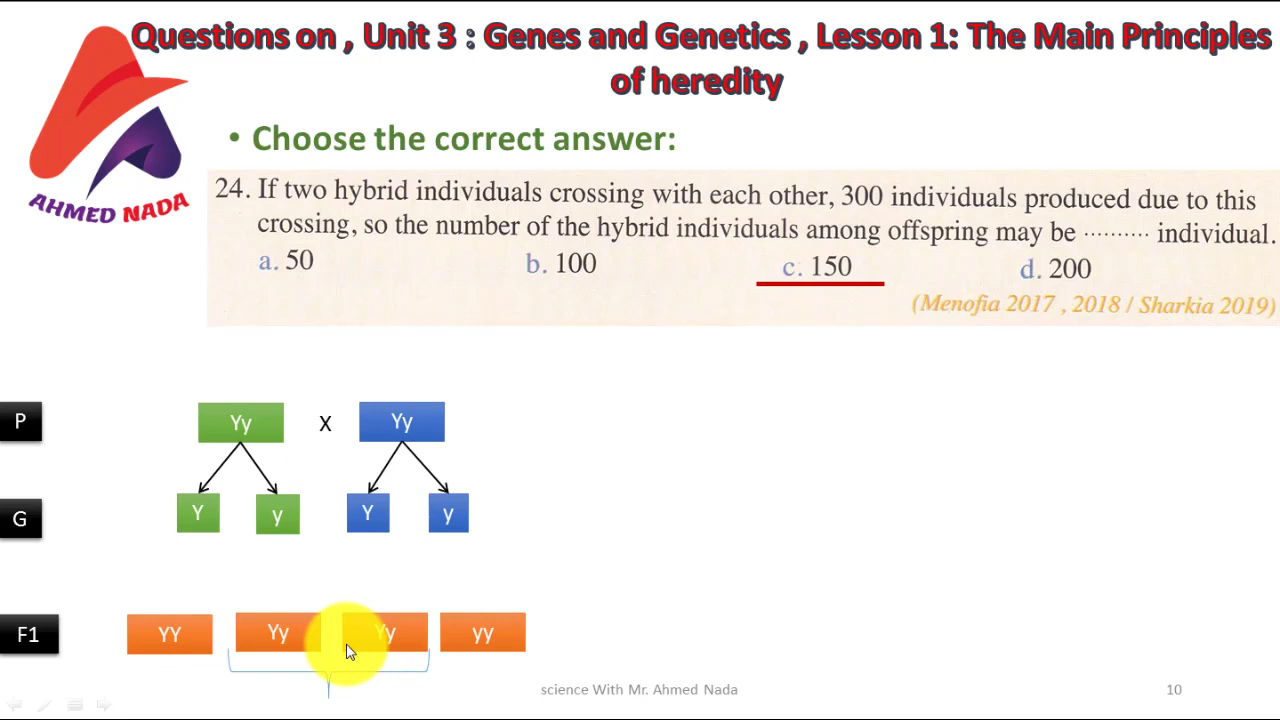 Questions on , Unit 3 : Genes and Genetics , Lesson 1: The Main Principles
of heredity
AHMED NADA
• Choose the correct answer:
24. If two hybrid individuals crossing with each other, 300 individuals produced due to this
crossing, so the number of the hybrid individuals among offspring may be ·········· individual.
a. 50 b. 100 c. 150 d. 200
(Menofia 2017 , 2018 / Sharkia 2019)
P Yy X Yy
G Y y Y y
F1 YY Yy Yy yy
science With Mr. Ahmed Nada 10